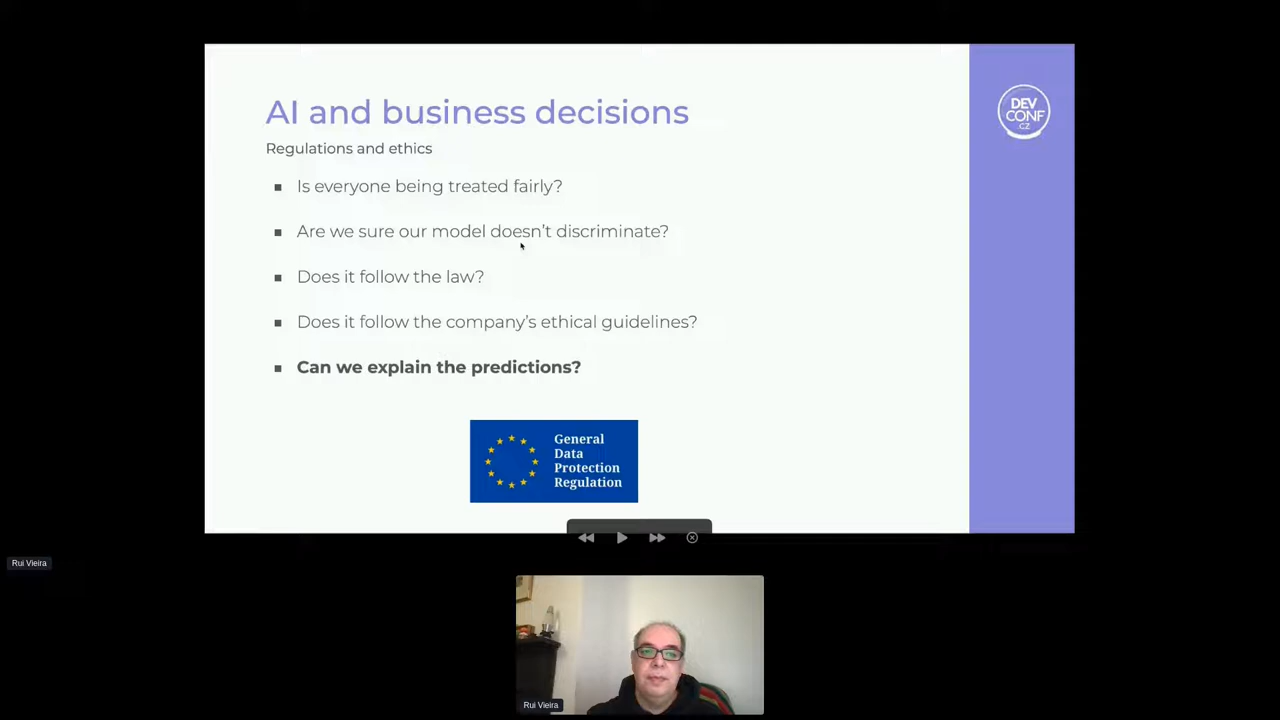 AI and business decisions
Regulations and ethics
Is everyone being treated fairly?
Are we sure our model doesn't discriminate?
Does it follow the law?
Does it follow the company's ethical guidelines?
Can we explain the predictions?
General
Data
Protection
Regulation
DEV
CONF
CZ
Rui Vieira
Rui Vieira